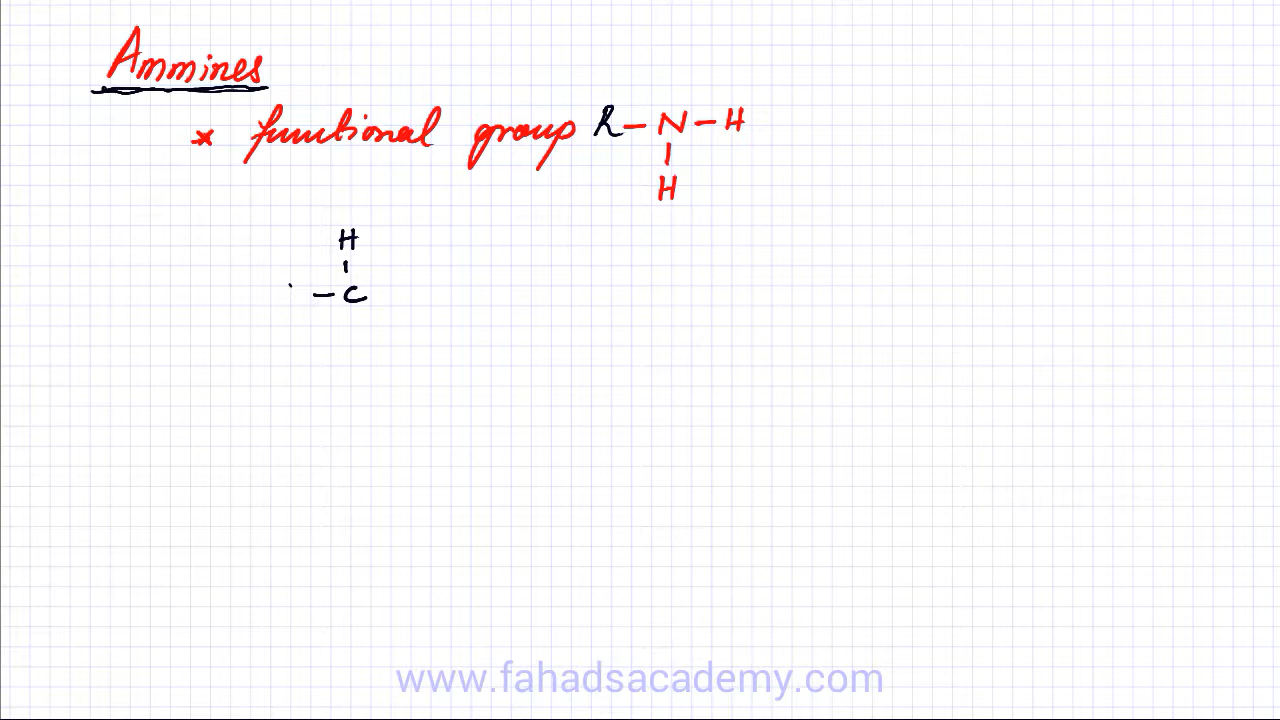 Ammines
* functional group R - N - H
|
H
H
|
- C
www.fahadsacademy.com